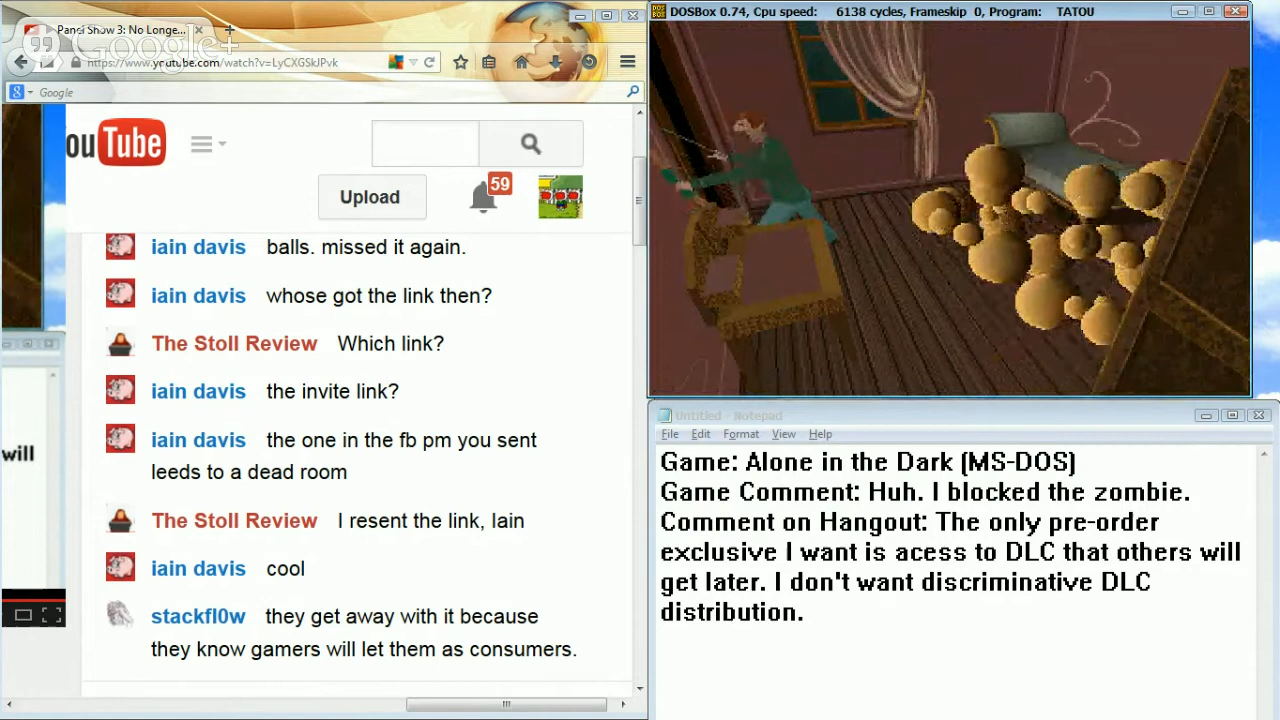 Panel Show 3: No Longe...
Google+
https://www.youtube.com/watch?v=LyCXGSkJPvk
Google
ouTube
Upload
59
iain davis balls. missed it again.
iain davis whose got the link then?
The Stoll Review Which link?
iain davis the invite link?
iain davis the one in the fb pm you sent
leeds to a dead room
The Stoll Review I resent the link, Iain
iain davis cool
stackfl0w they get away with it because
they know gamers will let them as consumers.
will
DOSBox 0.74, Cpu speed: 6138 cycles, Frameskip 0, Program: TATOU
Untitled - Notepad
File Edit Format View Help
Game: Alone in the Dark (MS-DOS)
Game Comment: Huh. I blocked the zombie.
Comment on Hangout: The only pre-order
exclusive I want is acess to DLC that others will
get later. I don't want discriminative DLC
distribution.